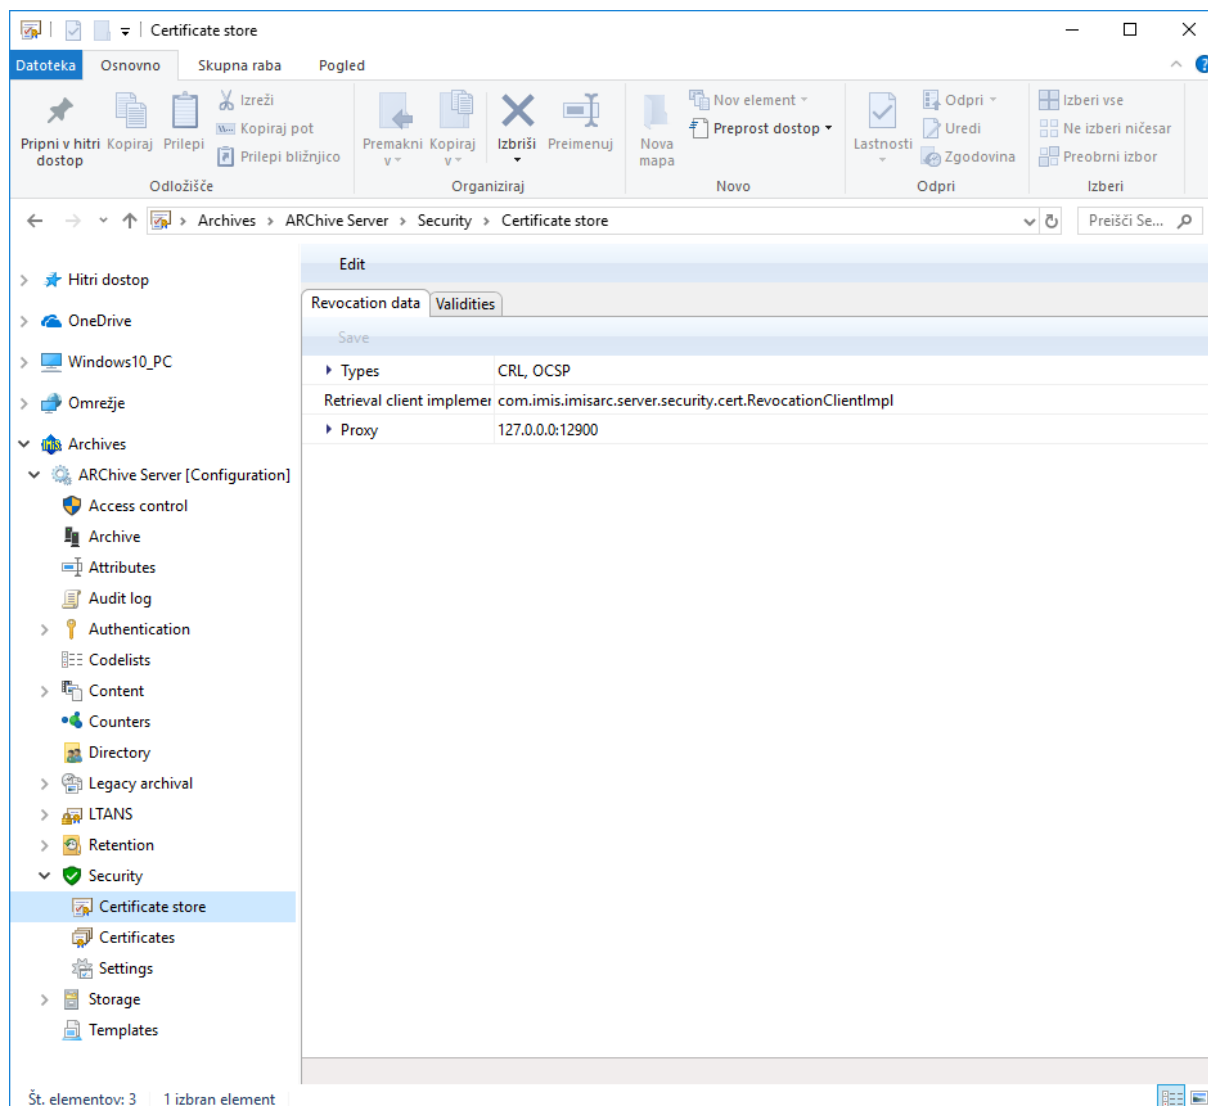 Certificate store
Datoteka Osnovno Skupna raba Pogled
Pripni v hitri dostop
Kopiraj
Prilepi
Izreži
Kopiraj pot
Prilepi bližnjico
Odložišče
Premakni v
Kopiraj v
Izbriši
Preimenuj
Organiziraj
Nova mapa
Nov element
Preprost dostop
Novo
Lastnosti
Odpri
Uredi
Zgodovina
Odpri
Izberi vse
Ne izberi ničesar
Preobrni izbor
Izberi
Archives > ARChive Server > Security > Certificate store
Preišči Se...
Hitri dostop
OneDrive
Windows10_PC
Omrežje
Archives
ARChive Server [Configuration]
Access control
Archive
Attributes
Audit log
Authentication
Codelists
Content
Counters
Directory
Legacy archival
LTANS
Retention
Security
Certificate store
Certificates
Settings
Storage
Templates
Edit
Revocation data Validities
Save
Types CRL, OCSP
Retrieval client implemer com.imis.imisarc.server.security.cert.RevocationClientImpl
Proxy 127.0.0.0:12900
Št. elementov: 3 1 izbran element